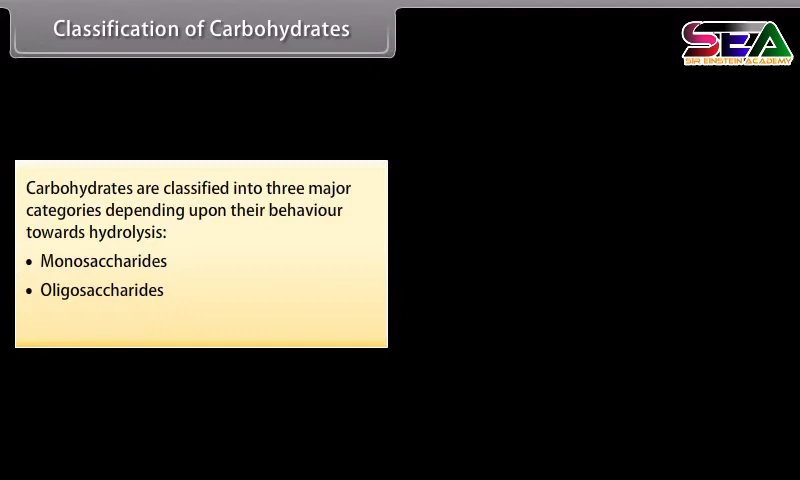 Classification of Carbohydrates
SEA
SIR EINSTEIN ACADEMY
Carbohydrates are classified into three major
categories depending upon their behaviour
towards hydrolysis:
• Monosaccharides
• Oligosaccharides